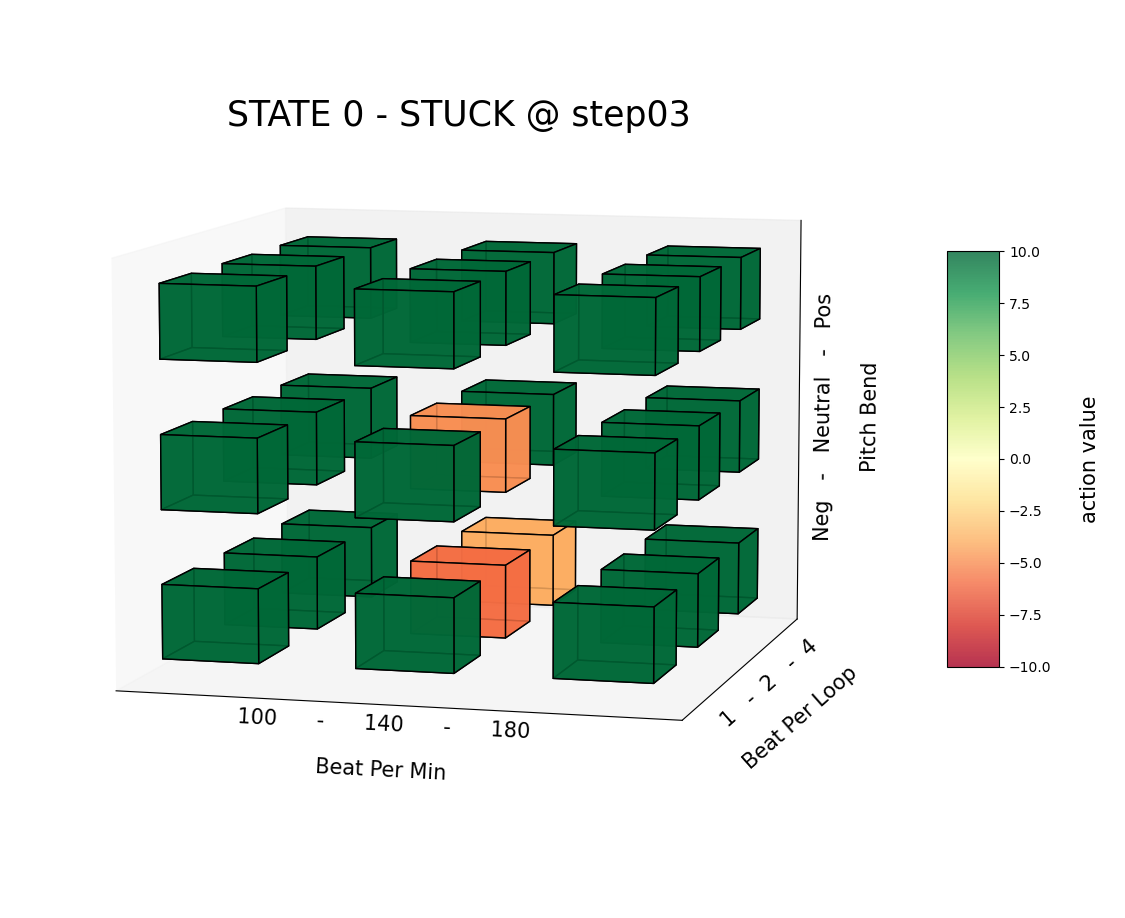 STATE 0 - STUCK @ step03
Neg - Neutral - Pos
Pitch Bend
100 - 140 - 180
Beat Per Min
1 - 2 - 4
Beat Per Loop
10.0
7.5
5.0
2.5
0.0
−2.5
−5.0
−7.5
−10.0
action value